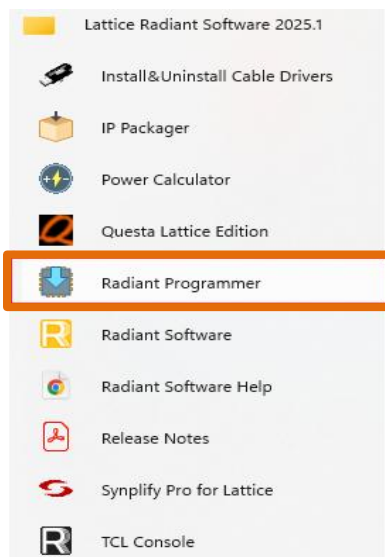 Lattice Radiant Software 2025.1
Install&Uninstall Cable Drivers
IP Packager
Power Calculator
Questa Lattice Edition
Radiant Programmer
Radiant Software
Radiant Software Help
Release Notes
Synplify Pro for Lattice
TCL Console